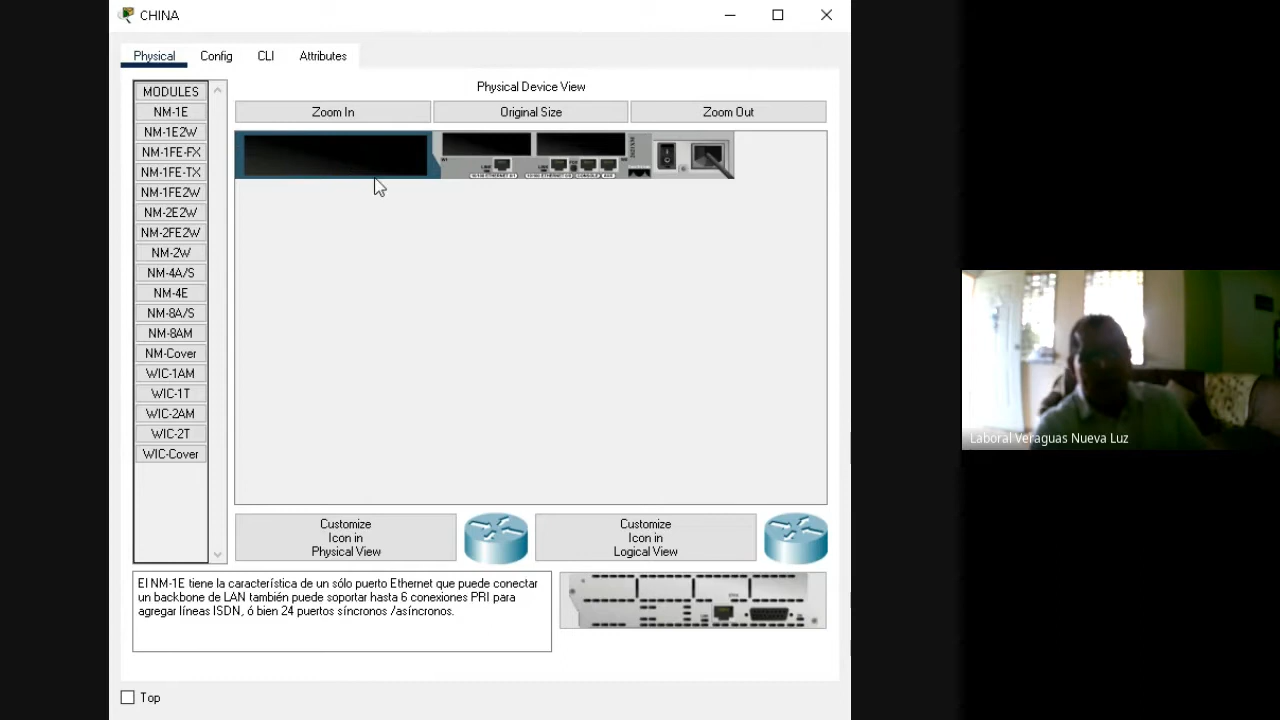 CHINA
Physical
Config
CLI
Attributes
MODULES
NM-1E
NM-1E2W
NM-1FE-FX
NM-1FE-TX
NM-1FE2W
NM-2E2W
NM-2FE2W
NM-2W
NM-4A/S
NM-4E
NM-8A/S
NM-8AM
NM-Cover
WIC-1AM
WIC-1T
WIC-2AM
WIC-2T
WIC-Cover
Physical Device View
Zoom In
Original Size
Zoom Out
Customize
Icon in
Physical View
Customize
Icon in
Logical View
El NM-1E tiene la característica de un sólo puerto Ethernet que puede conectar
un backbone de LAN también puede soportar hasta 6 conexiones PRI para
agregar líneas ISDN, ó bien 24 puertos síncronos /asíncronos.
Top
Laboral Veraguas Nueva Luz